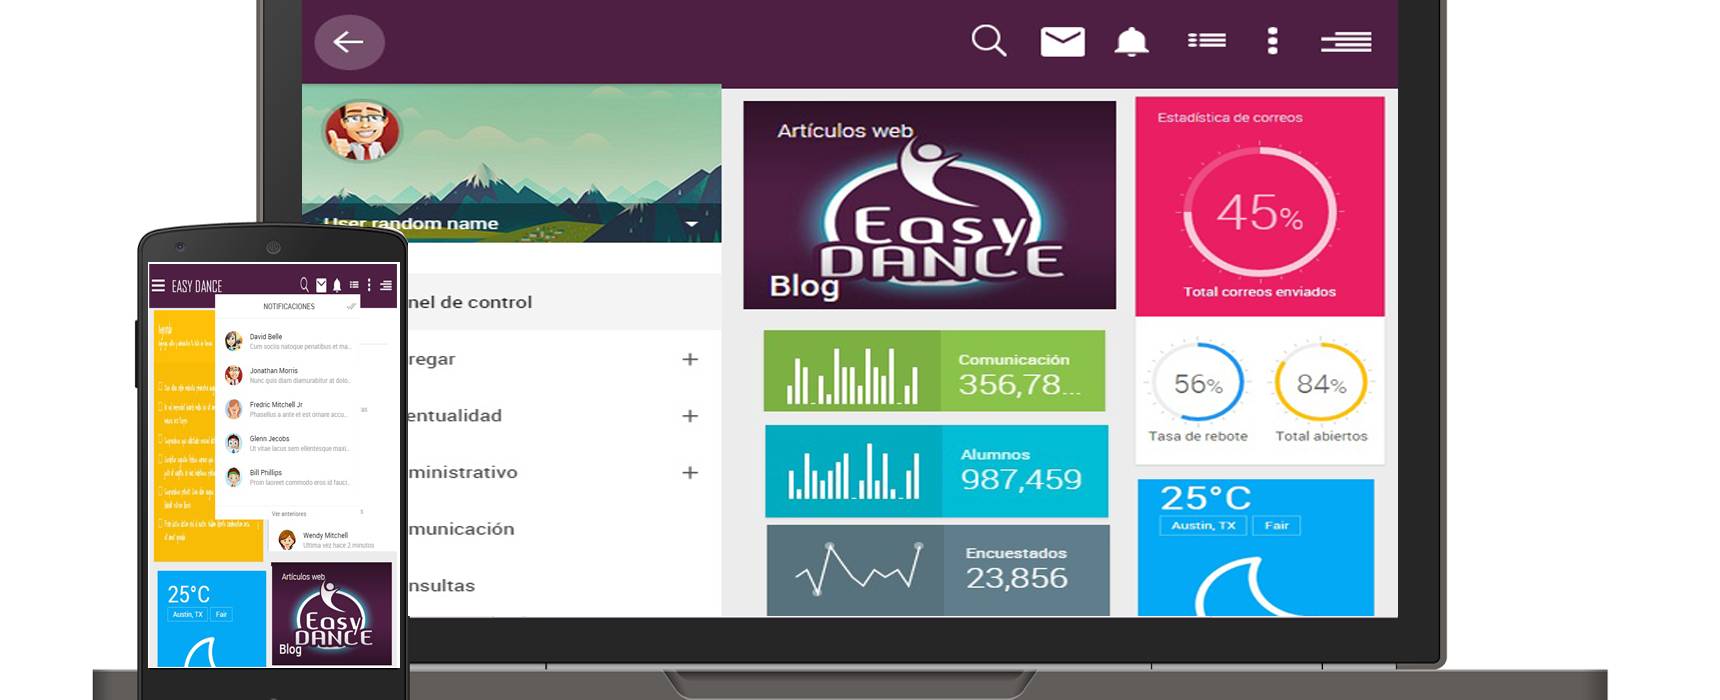 Artículos web
Easy
DANCE
Blog
Estadística de correos
45%
Total correos enviados
User random name
nel de control
regar
entualidad
ministrativo
municación
nsultas
Comunicación
356,78...
Alumnos
987,459
Encuestados
23,856
56%
84%
Tasa de rebote
Total abiertos
25°C
Austin, TX
Fair
EASY DANCE
NOTIFICACIONES
David Belle
Cum sociis natoque penatibus et ma...
Jonathan Morris
Nunc quis diam diamurabitur at dolo..
Fredric Mitchell Jr
Phasellus a ante et est ornare accu..
Glenn Jecobs
Ut vitae lacus sem ellentesque maxi..
Bill Phillips
Proin laoreet commodo eros id fauci..
Ver anteriores
Wendy Mitchell
Ultima vez hace 2 minutos
25°C
Austin, TX
Fair
Artículos web
Easy
DANCE
Blog